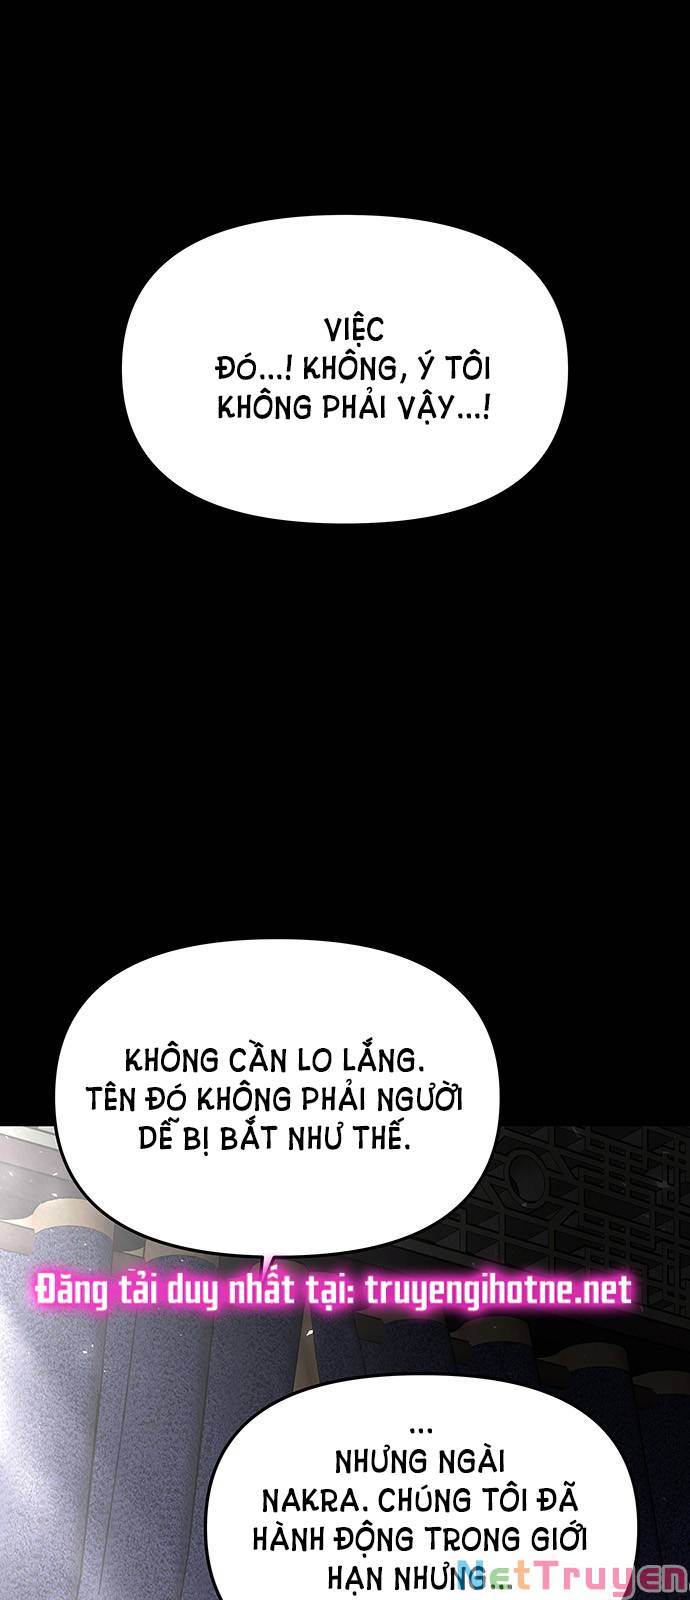 VIỆC
ĐÓ...! KHÔNG, Ý TÔI
KHÔNG PHẢI VẬY...!
KHÔNG CẦN LO LẮNG.
TÊN ĐÓ KHÔNG PHẢI NGƯỜI
DỄ BỊ BẮT NHƯ THẾ.
Đăng tải duy nhất tại: truyengihotne.net
...
NHƯNG NGÀI
NAKRA. CHÚNG TÔI ĐÃ
HÀNH ĐỘNG TRONG GIỚI
HẠN NHƯNG...
NetTruyen